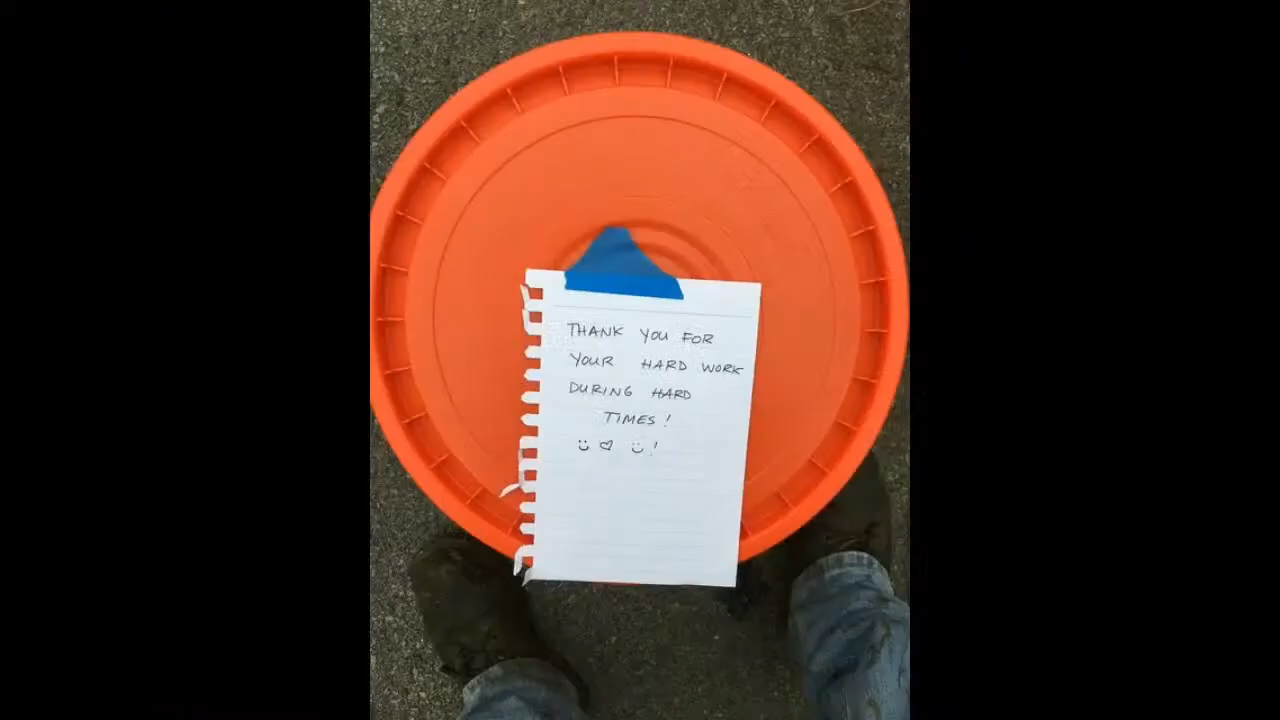 THANK YOU FOR
YOUR HARD WORK
DURING HARD
TIMES!
☺ ♡ ☺!